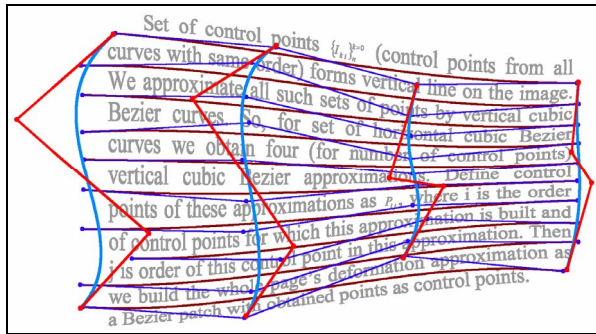 Set of control points (control points from all
curves with same order) forms vertical line on the image.
We approximate all such sets of points by vertical cubic
Bezier curves. So, for set of horizontal cubic Bezier
curves we obtain four (for number of control points)
vertical cubic Bezier approximations. Define control
points of these approximations as where i is the order
of control points for which this approximation is built and
i is order of this control point in this approximation. Then
we build the whole page's deformation approximation as
a Bezier patch with obtained points as control points.